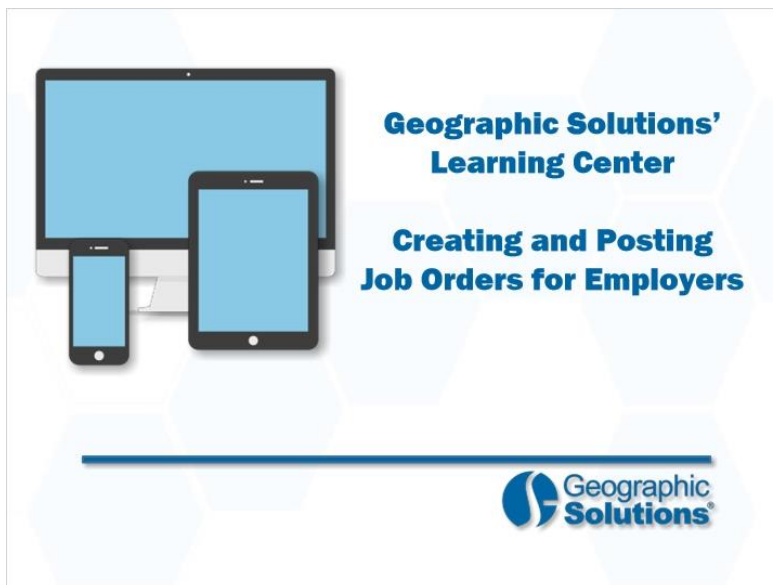 Geographic Solutions’
Learning Center
Creating and Posting
Job Orders for Employers
Geographic
Solutions®